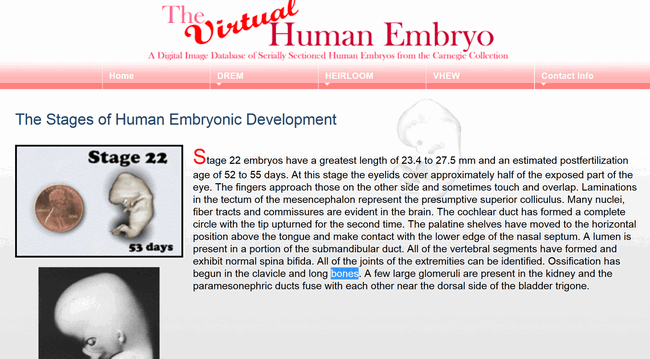 The Virtual
Human Embryo
A Digital Image Database of Serially Sectioned Human Embryos from the Carnegie Collection
Home DREM HEIRLOOM VHEW Contact Info
The Stages of Human Embryonic Development
Stage 22
53 days
Stage 22 embryos have a greatest length of 23.4 to 27.5 mm and an estimated postfertilization
age of 52 to 55 days. At this stage the eyelids cover approximately half of the exposed part of the
eye. The fingers approach those on the other side and sometimes touch and overlap. Laminations
in the tectum of the mesencephalon represent the presumptive superior colliculus. Many nuclei,
fiber tracts and commissures are evident in the brain. The cochlear duct has formed a complete
circle with the tip upturned for the second time. The palatine shelves have moved to the horizontal
position above the tongue and make contact with the lower edge of the nasal septum. A lumen is
present in a portion of the submandibular duct. All of the vertebral segments have formed and
exhibit normal spina bifida. All of the joints of the extremities can be identified. Ossification has
begun in the clavicle and long bones. A few large glomeruli are present in the kidney and the
paramesonephric ducts fuse with each other near the dorsal side of the bladder trigone.